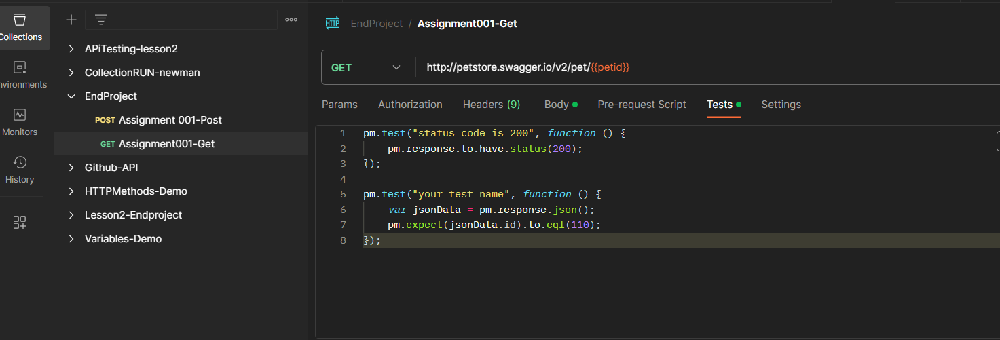 Collections
nvironments
Monitors
History
APiTesting-lesson2
CollectionRUN-newman
EndProject
POST Assignment 001-Post
GET Assignment001-Get
Github-API
HTTPMethods-Demo
Lesson2-Endproject
Variables-Demo
HTTP EndProject / Assignment001-Get
GET http://petstore.swagger.io/v2/pet/{{petid}}
Params Authorization Headers (9) Body Pre-request Script Tests Settings
1 pm.test("status code is 200", function () {
2 pm.response.to.have.status(200);
3 });
4
5 pm.test("your test name", function () {
6 var jsonData = pm.response.json();
7 pm.expect(jsonData.id).to.eql(110);
8 });